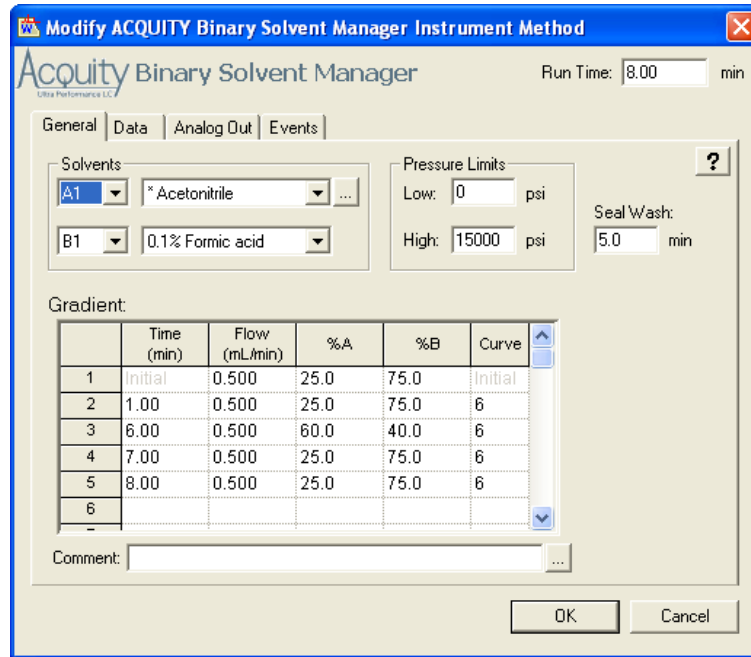 Modify ACQUITY Binary Solvent Manager Instrument Method
Acquity Binary Solvent Manager Run Time: 8.00 min
Ultra Performance LC
General Data Analog Out Events
Solvents Pressure Limits ?
A1 * Acetonitrile ... Low: 0 psi
Seal Wash:
B1 0.1% Formic acid High: 15000 psi 5.0 min
Gradient:
Time (min) Flow (mL/min) %A %B Curve
1 Initial 0.500 25.0 75.0 Initial
2 1.00 0.500 25.0 75.0 6
3 6.00 0.500 60.0 40.0 6
4 7.00 0.500 25.0 75.0 6
5 8.00 0.500 25.0 75.0 6
6
Comment: ...
OK Cancel